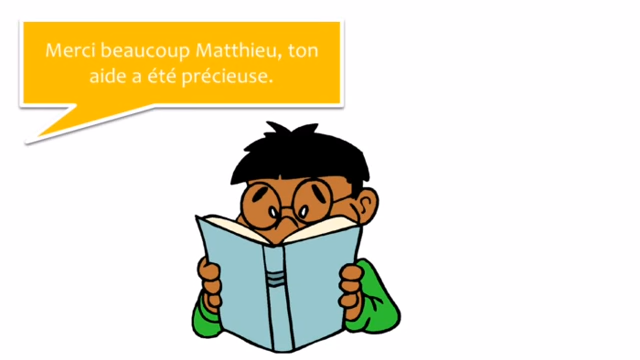 Merci beaucoup Matthieu, ton
aide a été précieuse.